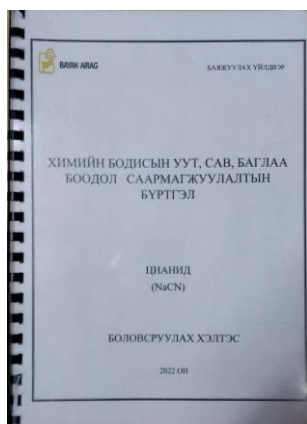 BAYAN AIRAG
БАЯЖУУЛАХ ҮЙЛДВЭР
ХИМИЙН БОДИСЫН УУТ, САВ, БАГЛАА
БООДОЛ СААРМАГЖУУЛАЛТЫН
БҮРТГЭЛ
ЦИАНИД
(NaCN)
БОЛОВСРУУЛАХ ХЭЛТЭС
2022 ОН